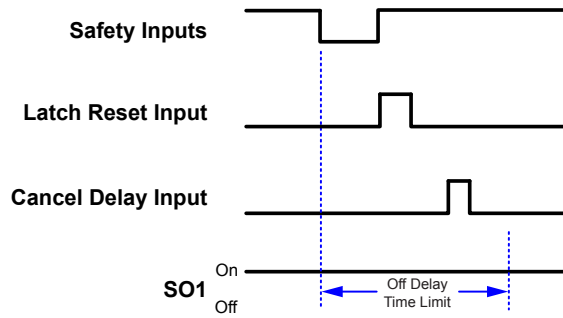 Safety Inputs
Latch Reset Input
Cancel Delay Input
SO1
On
Off
Off Delay
Time Limit